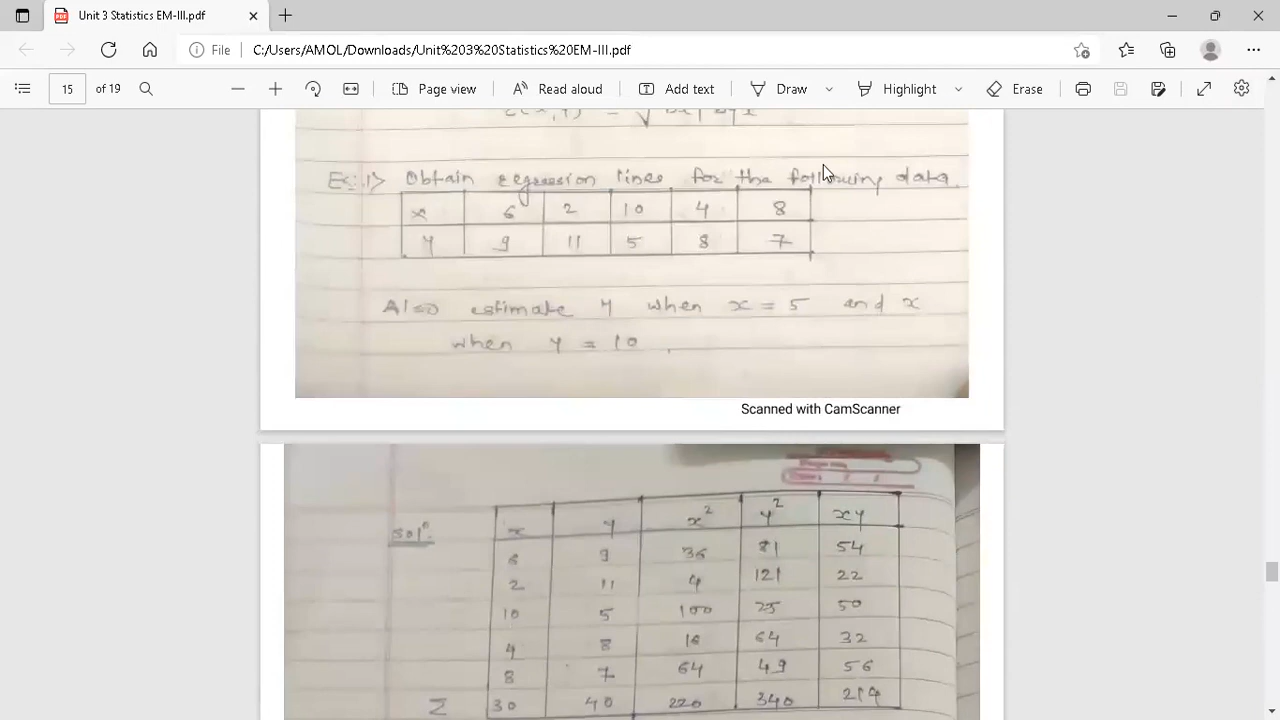 Unit 3 Statistics EM-III.pdf
File C:/Users/AMOL/Downloads/Unit%203%20Statistics%20EM-III.pdf
15 of 19 Page view Read aloud Add text Draw Highlight Erase
Ex. 1> Obtain regression lines for the following data.
x 6 2 10 4 8
y 9 11 5 8 7
Also estimate y when x = 5 and x
when y = 10.
Scanned with CamScanner
Solⁿ x y x² y² xy
6 9 36 81 54
2 11 4 121 22
10 5 100 25 50
4 8 16 64 32
8 7 64 49 56
Σ 30 40 220 340 214